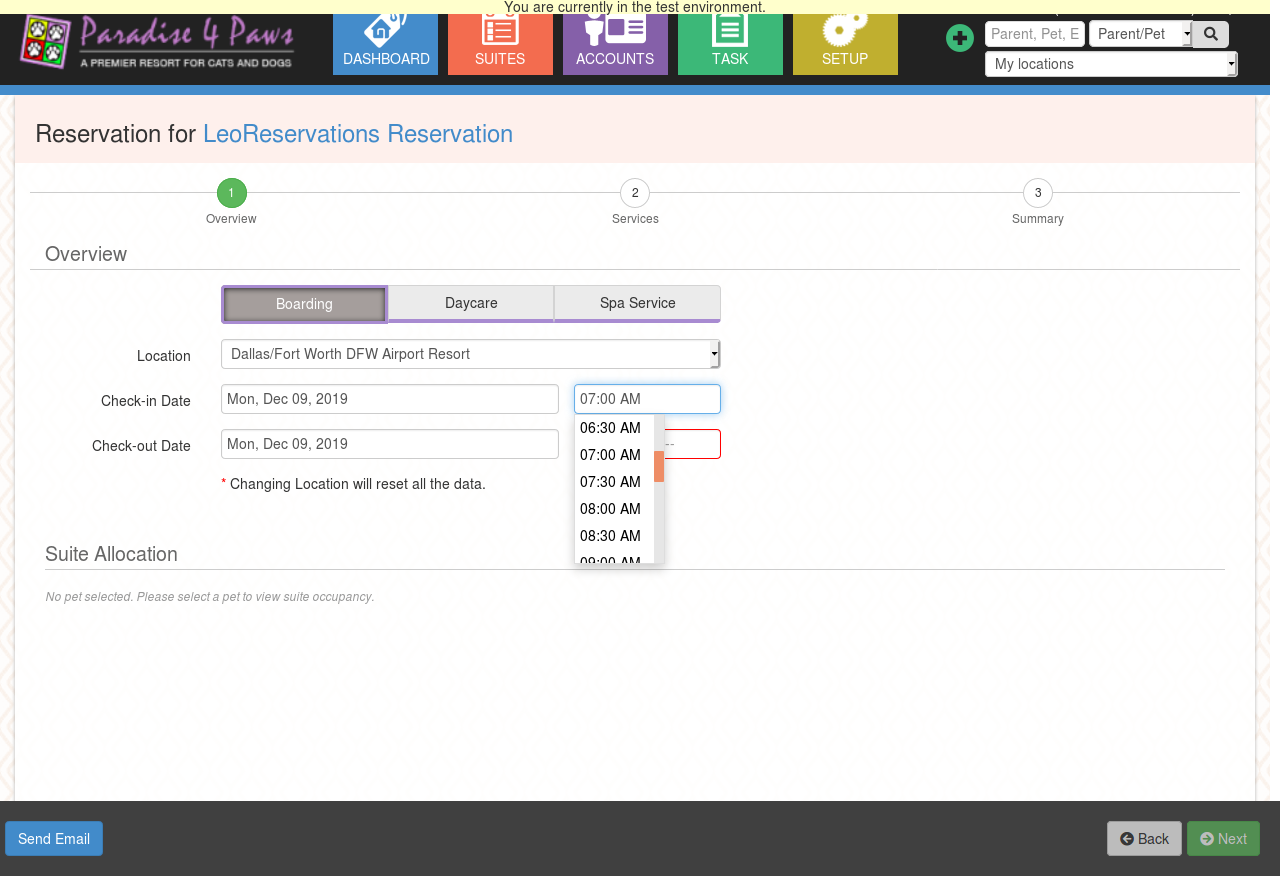 You are currently in the test environment.
Paradise 4 Paws
A PREMIER RESORT FOR CATS AND DOGS
DASHBOARD
SUITES
ACCOUNTS
TASK
SETUP
Parent, Pet, E
Parent/Pet
My locations
Reservation for LeoReservations Reservation
1
2
3
Overview
Services
Summary
Overview
Boarding
Daycare
Spa Service
Location
Dallas/Fort Worth DFW Airport Resort
Check-in Date
Mon, Dec 09, 2019
07:00 AM
06:30 AM
07:00 AM
07:30 AM
08:00 AM
08:30 AM
09:00 AM
Check-out Date
Mon, Dec 09, 2019
--
* Changing Location will reset all the data.
Suite Allocation
No pet selected. Please select a pet to view suite occupancy.
Send Email
Back
Next